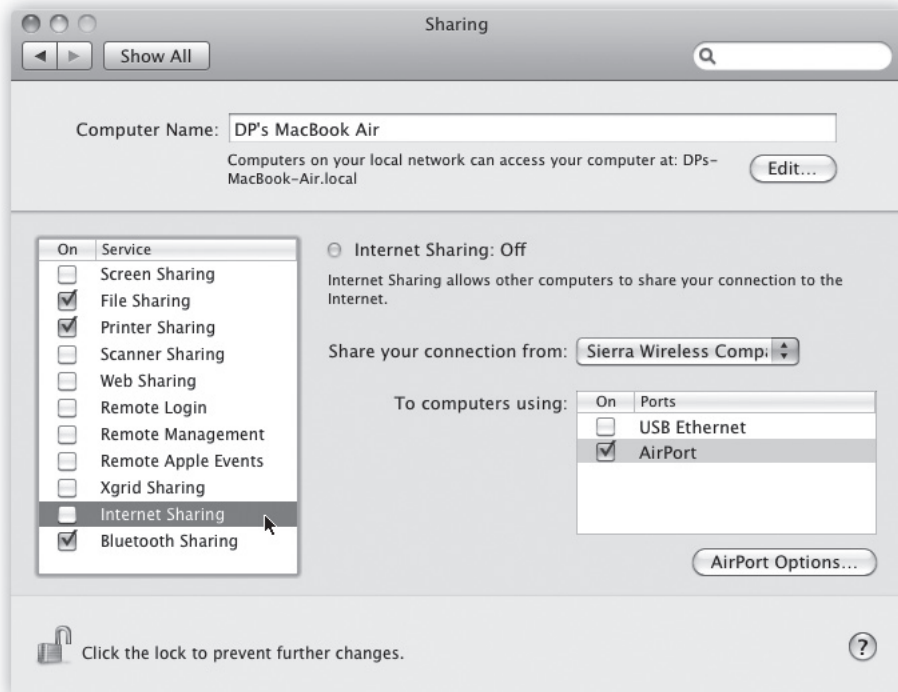 Sharing
Show All
Computer Name: DP's MacBook Air
Computers on your local network can access your computer at: DPs-
MacBook-Air.local
Edit...
On Service
Screen Sharing
File Sharing
Printer Sharing
Scanner Sharing
Web Sharing
Remote Login
Remote Management
Remote Apple Events
Xgrid Sharing
Internet Sharing
Bluetooth Sharing
Internet Sharing: Off
Internet Sharing allows other computers to share your connection to the
Internet.
Share your connection from: Sierra Wireless
To computers using:
On Ports
USB Ethernet
AirPort
AirPort Options...
Click the lock to prevent further changes.
?